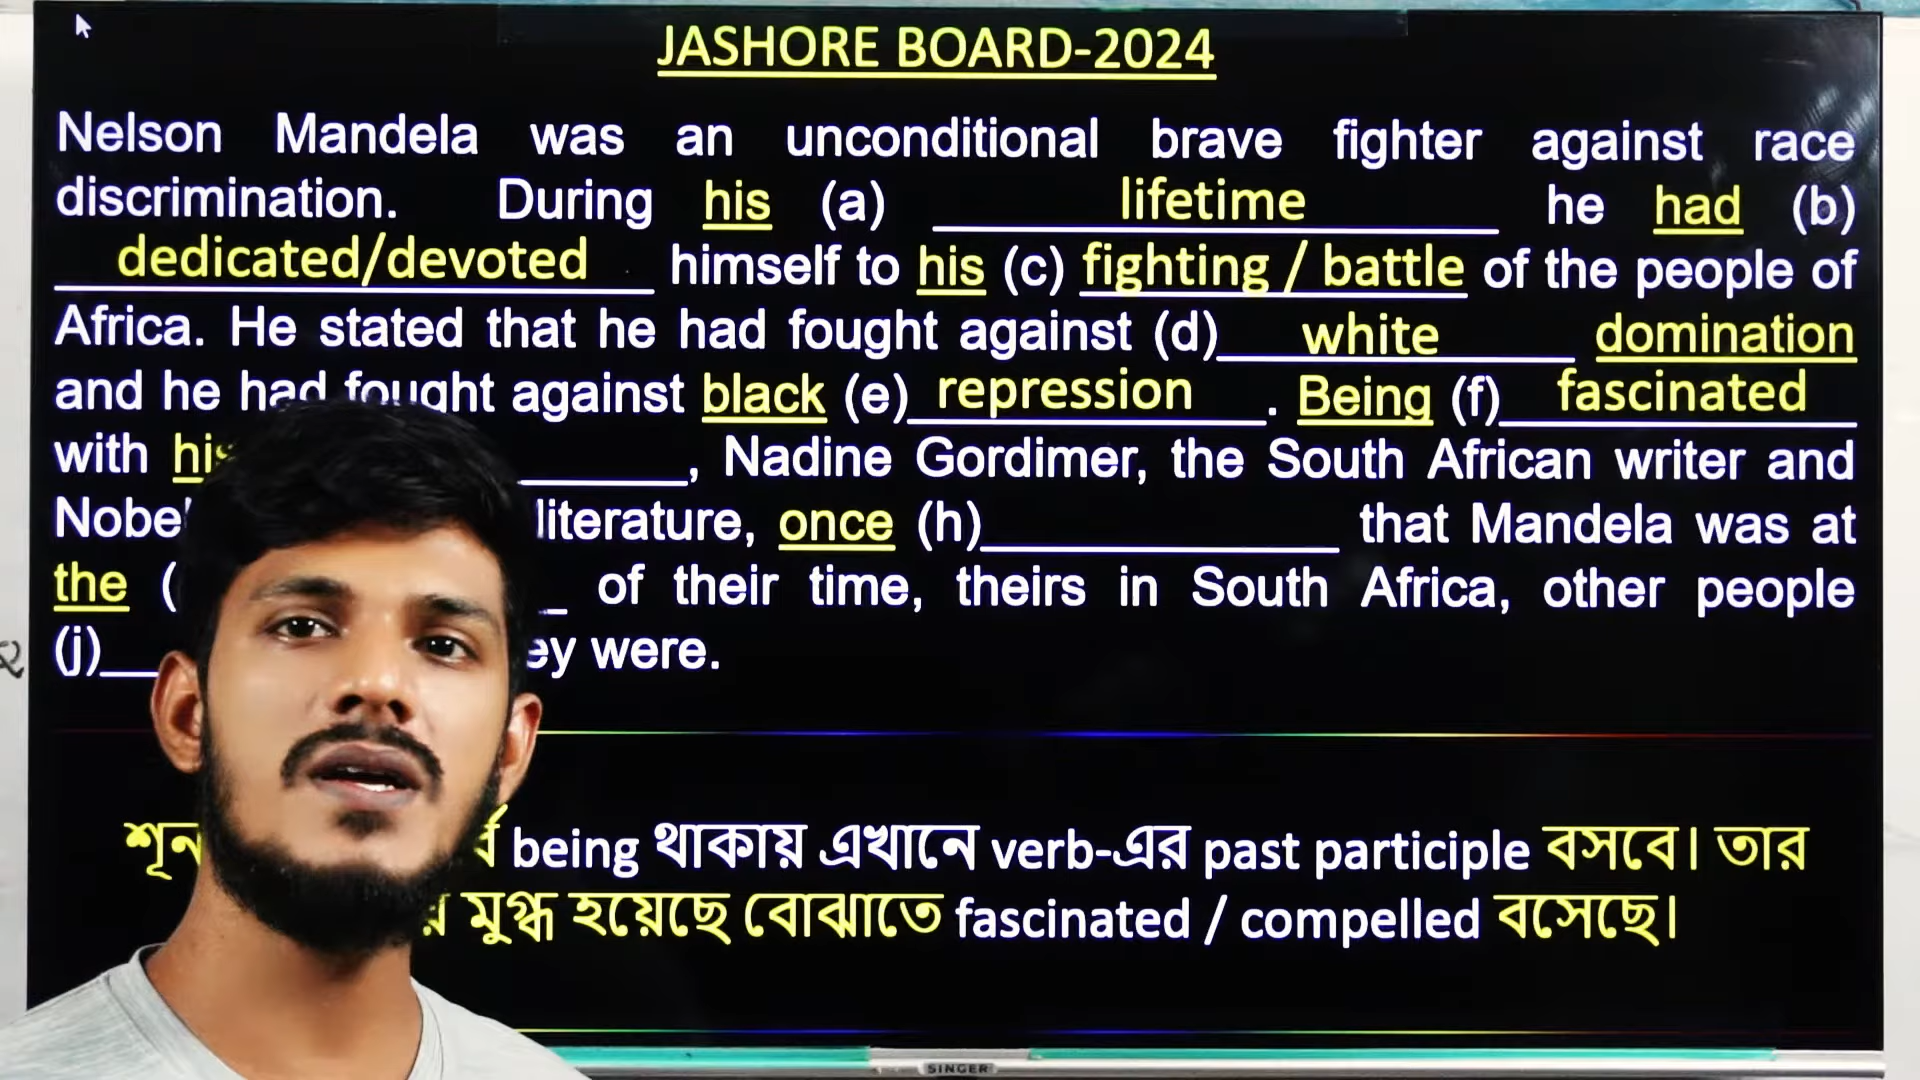 JASHORE BOARD-2024
Nelson Mandela was an unconditional brave fighter against race
discrimination. During his (a) lifetime he had (b)
dedicated/devoted himself to his (c) fighting / battle of the people of
Africa. He stated that he had fought against (d) white domination
and he had fought against black (e) repression. Being (f) fascinated
with his , Nadine Gordimer, the South African writer and
literature, once (h) that Mandela was at
the ( of their time, theirs in South Africa, other people
(j) were.
being থাকায় এখানে verb-এর past participle বসবে। তার
মুগ্ধ হয়েছে বোঝাতে fascinated / compelled বসেছে।
SINGER